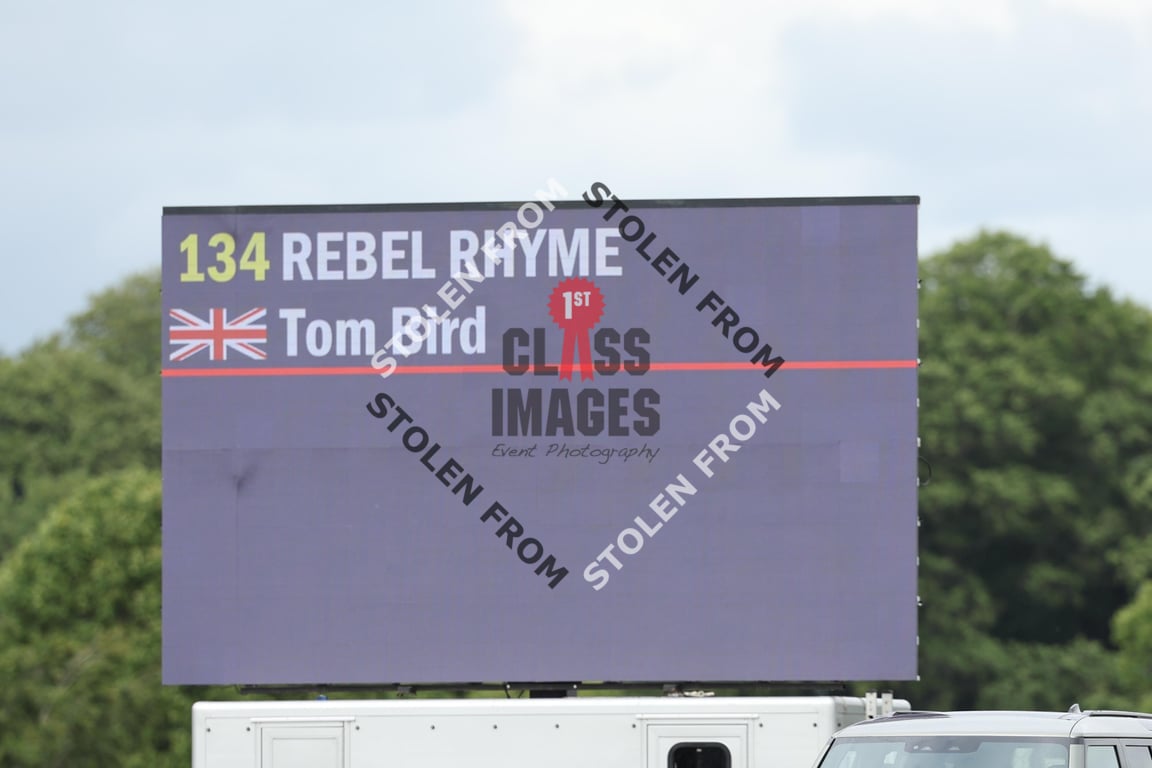 134 REBEL RHYME
Tom Bird
STOLEN FROM
STOLEN FROM
1ST
CLASS
IMAGES
Event Photography
STOLEN FROM
STOLEN FROM